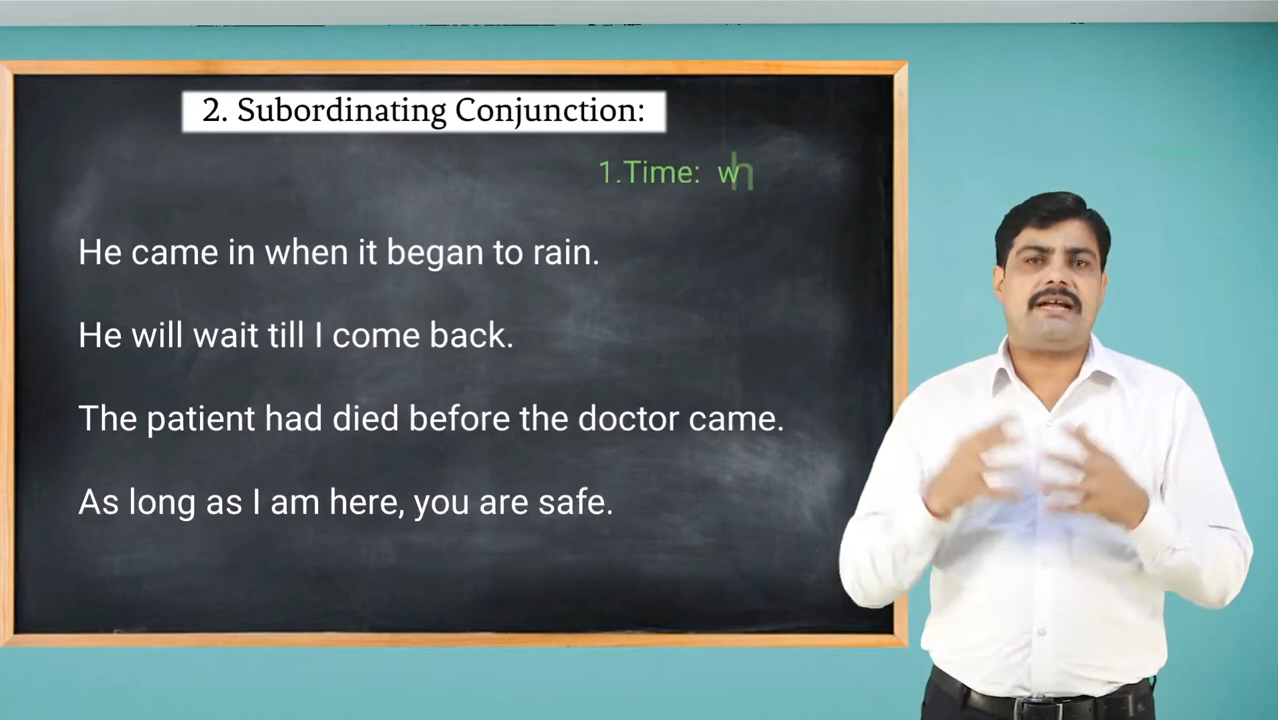 2. Subordinating Conjunction:
1.Time: wh
He came in when it began to rain.
He will wait till I come back.
The patient had died before the doctor came.
As long as I am here, you are safe.